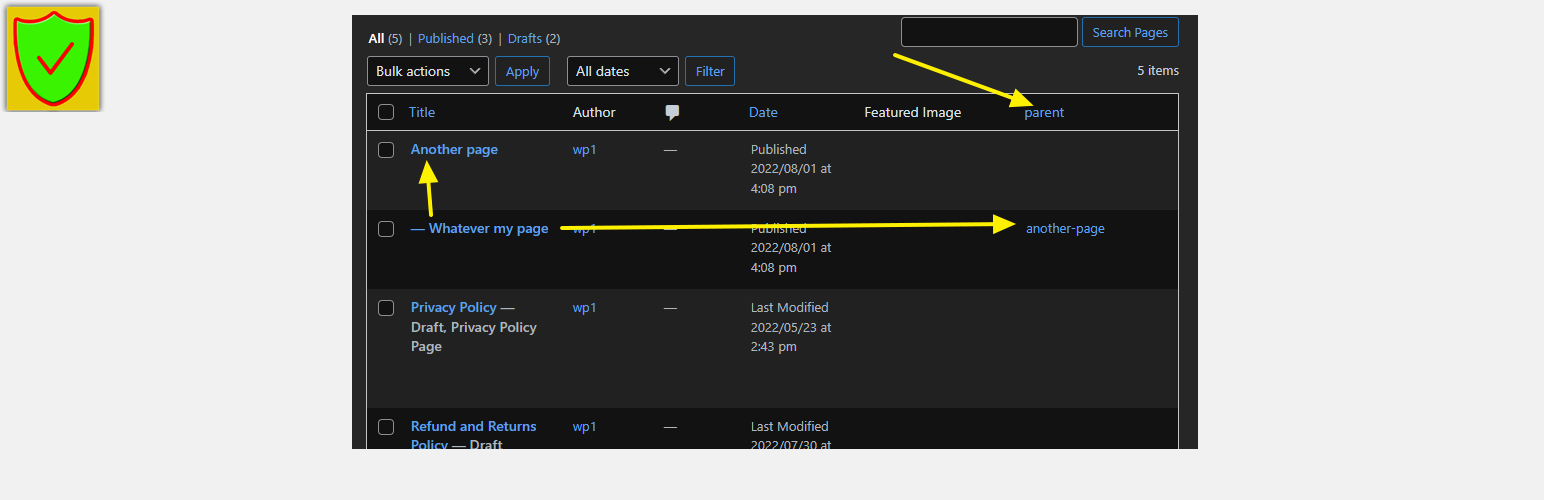 All (5) | Published (3) | Drafts (2)
Search Pages
Bulk actions
Apply
All dates
Filter
5 items
Title
Author
Date
Featured Image
parent
Another page
wp1
—
Published
2022/08/01 at
4:08 pm
— Whatever my page
wp1
—
Published
2022/08/01 at
4:08 pm
another-page
Privacy Policy —
Draft, Privacy Policy
Page
wp1
—
Last Modified
2022/05/23 at
2:43 pm
Refund and Returns
Policy — Draft
wp1
—
Last Modified
2022/07/30 at